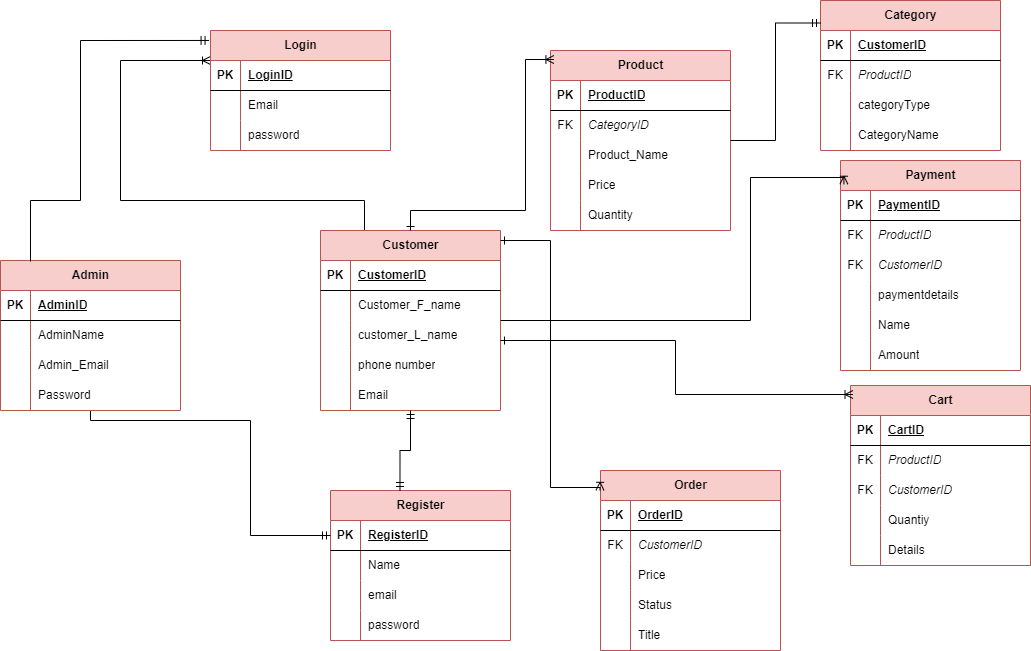 Login
PK LoginID
Email
password
Product
PK ProductID
FK CategoryID
Product_Name
Price
Quantity
Category
PK CustomerID
FK ProductID
categoryType
CategoryName
Payment
PK PaymentID
FK ProductID
FK CustomerID
paymentdetails
Name
Amount
Customer
PK CustomerID
Customer_F_name
customer_L_name
phone number
Email
Admin
PK AdminID
AdminName
Admin_Email
Password
Cart
PK CartID
FK ProductID
FK CustomerID
Quantiy
Details
Register
PK RegisterID
Name
email
password
Order
PK OrderID
FK CustomerID
Price
Status
Title